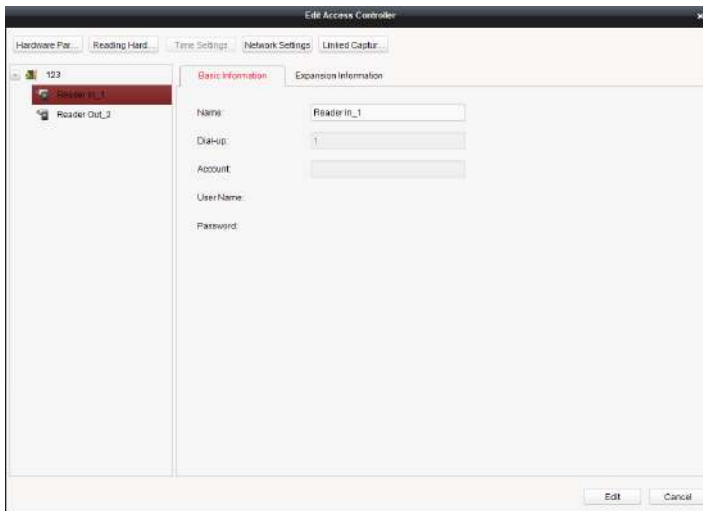 Edit Access Controller
Hardware Par... Reading Hard... Time Settings Network Settings Linked Captur...
123
Reader In_1
Reader Out_2
Basic Information Expansion Information
Name: Reader In_1
Dial-up: 1
Account:
User Name:
Password:
Edit Cancel